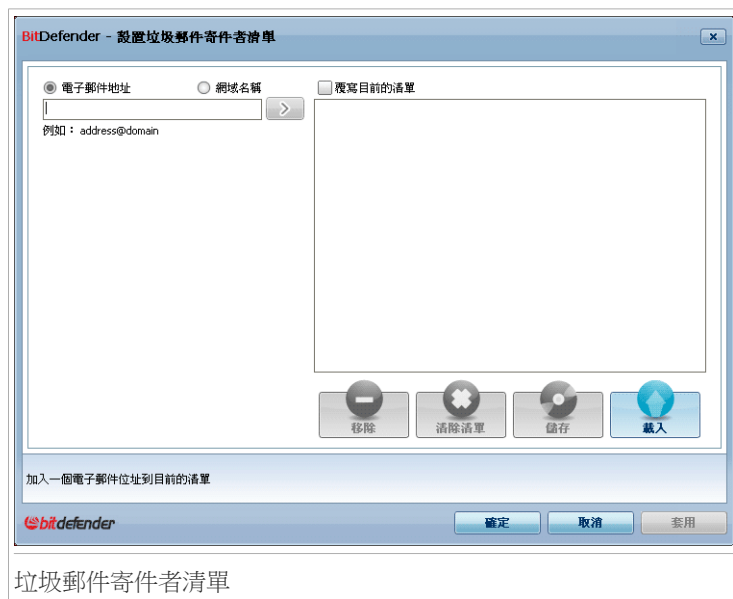 BitDefender - 設置垃圾郵件寄件者清單
電子郵件地址
網域名稱
覆寫目前的清單
例如： address@domain
移除
清除清單
儲存
載入
加入一個電子郵件位址到目前的清單
bitdefender
確定
取消
套用
垃圾郵件寄件者清單